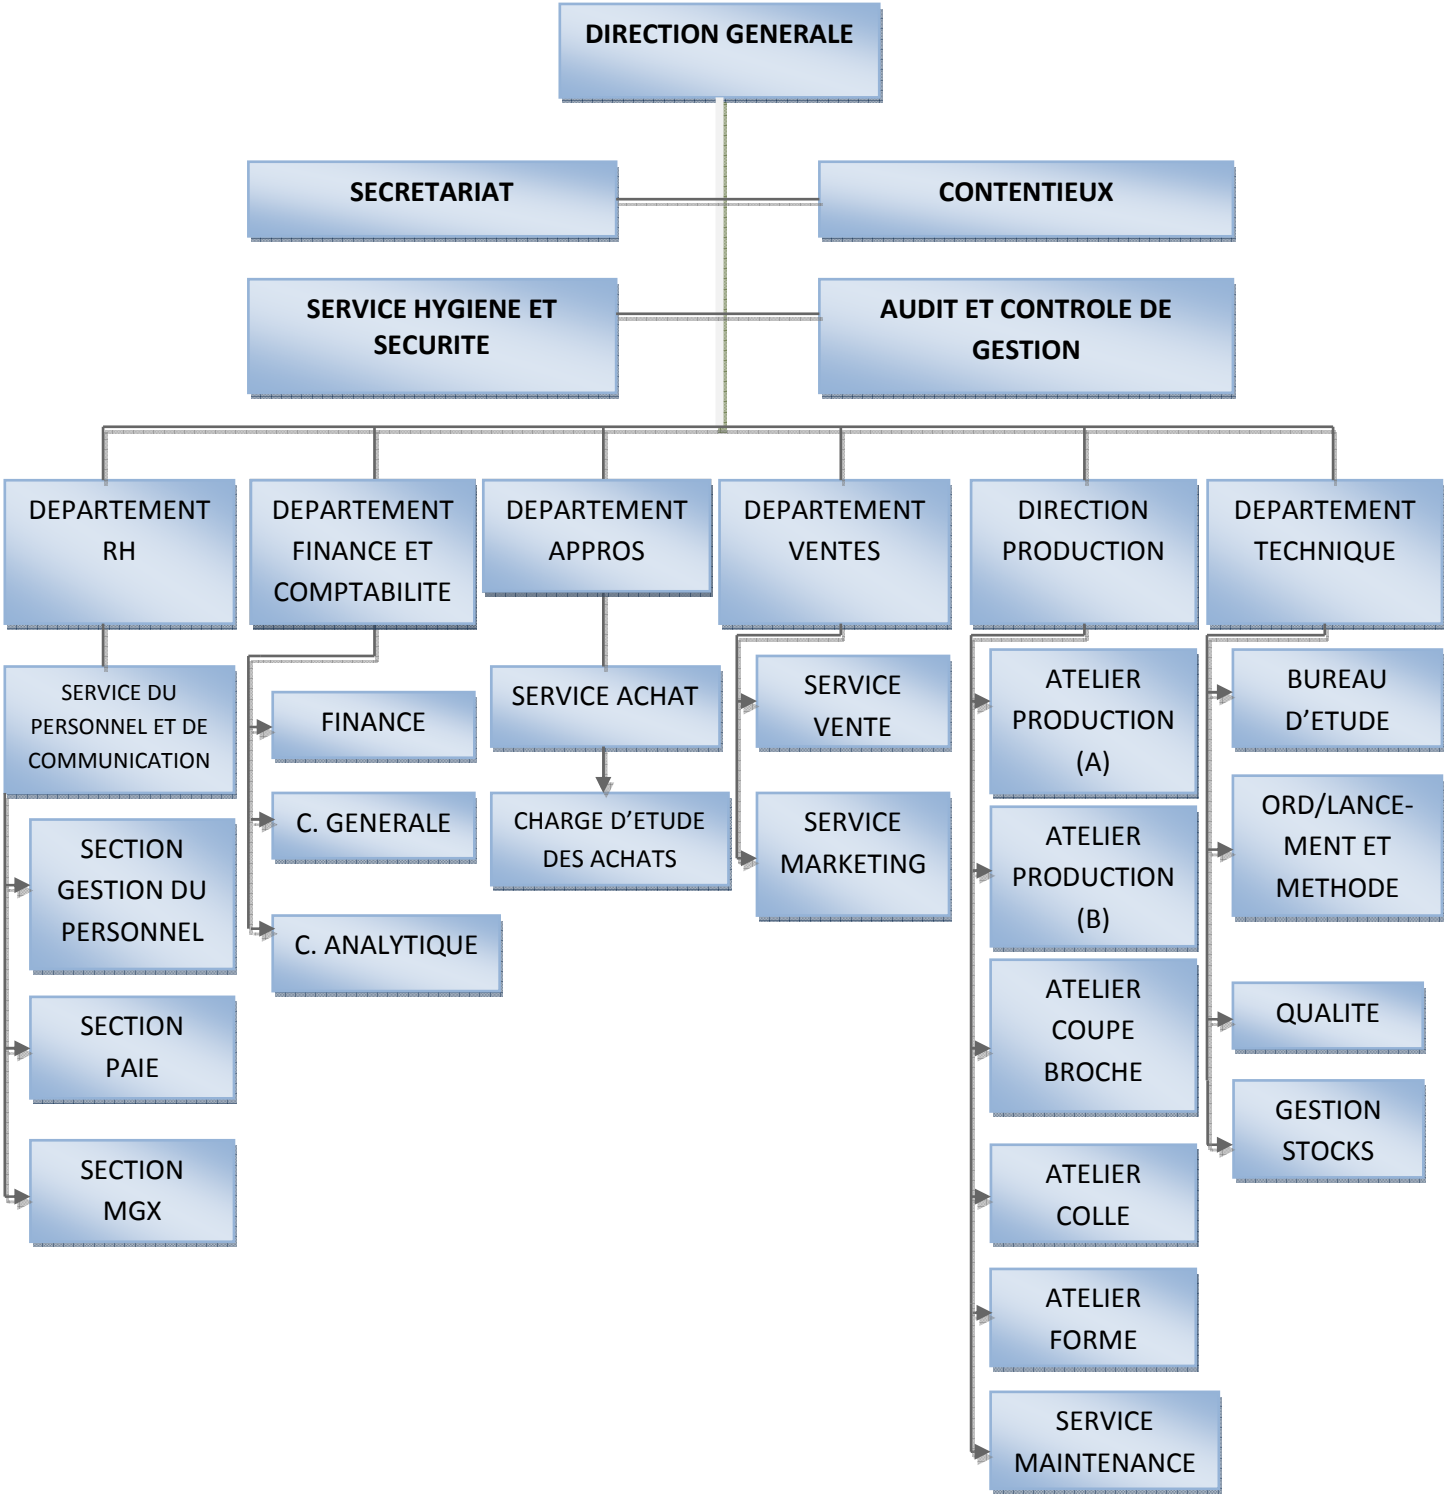 DIRECTION GENERALE
SECRETARIAT
CONTENTIEUX
SERVICE HYGIENE ET
SECURITE
AUDIT ET CONTROLE DE
GESTION
DEPARTEMENT
RH
DEPARTEMENT
FINANCE ET
COMPTABILITE
DEPARTEMENT
APPROS
DEPARTEMENT
VENTES
DIRECTION
PRODUCTION
DEPARTEMENT
TECHNIQUE
SERVICE DU
PERSONNEL ET DE
COMMUNICATION
SECTION
GESTION DU
PERSONNEL
SECTION
PAIE
SECTION
MGX
FINANCE
C. GENERALE
C. ANALYTIQUE
SERVICE ACHAT
CHARGE D’ETUDE
DES ACHATS
SERVICE
VENTE
SERVICE
MARKETING
ATELIER
PRODUCTION
(A)
ATELIER
PRODUCTION
(B)
ATELIER
COUPE
BROCHE
ATELIER
COLLE
ATELIER
FORME
SERVICE
MAINTENANCE
BUREAU
D’ETUDE
ORD/LANCE-
MENT ET
METHODE
QUALITE
GESTION
STOCKS